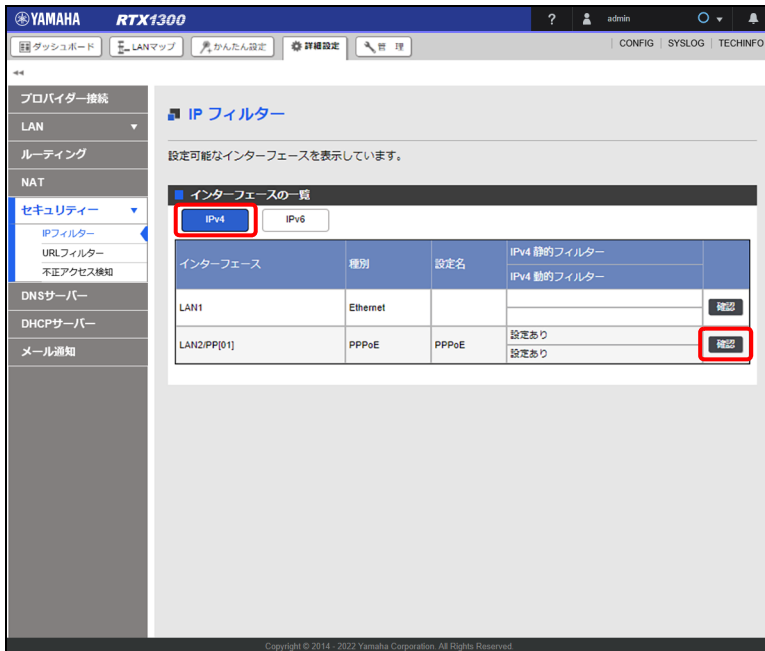 YAMAHA RTX1300 ? admin
ダッシュボード LANマップ かんたん設定 詳細設定 管 理 CONFIG SYSLOG TECHINFO
プロバイダー接続
LAN
ルーティング
NAT
セキュリティー
IPフィルター
URLフィルター
不正アクセス検知
DNSサーバー
DHCPサーバー
メール通知
IP フィルター
設定可能なインターフェースを表示しています。
インターフェースの一覧
IPv4 IPv6
インターフェース 種別 設定名 IPv4 静的フィルター
IPv4 動的フィルター
LAN1 Ethernet 確認
LAN2/PP[01] PPPoE PPPoE 設定あり 確認
設定あり
Copyright © 2014 - 2022 Yamaha Corporation. All Rights Reserved.